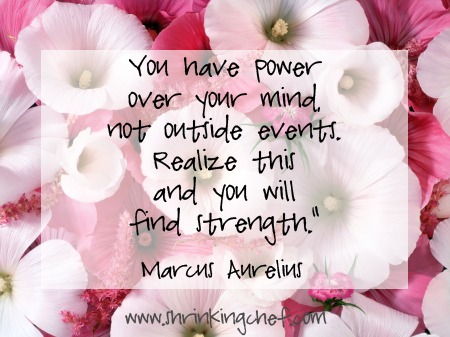 You have power
over your mind,
not outside events.
Realize this
and you will
find strength."
Marcus Aurelius
www.shrinkingchef.com